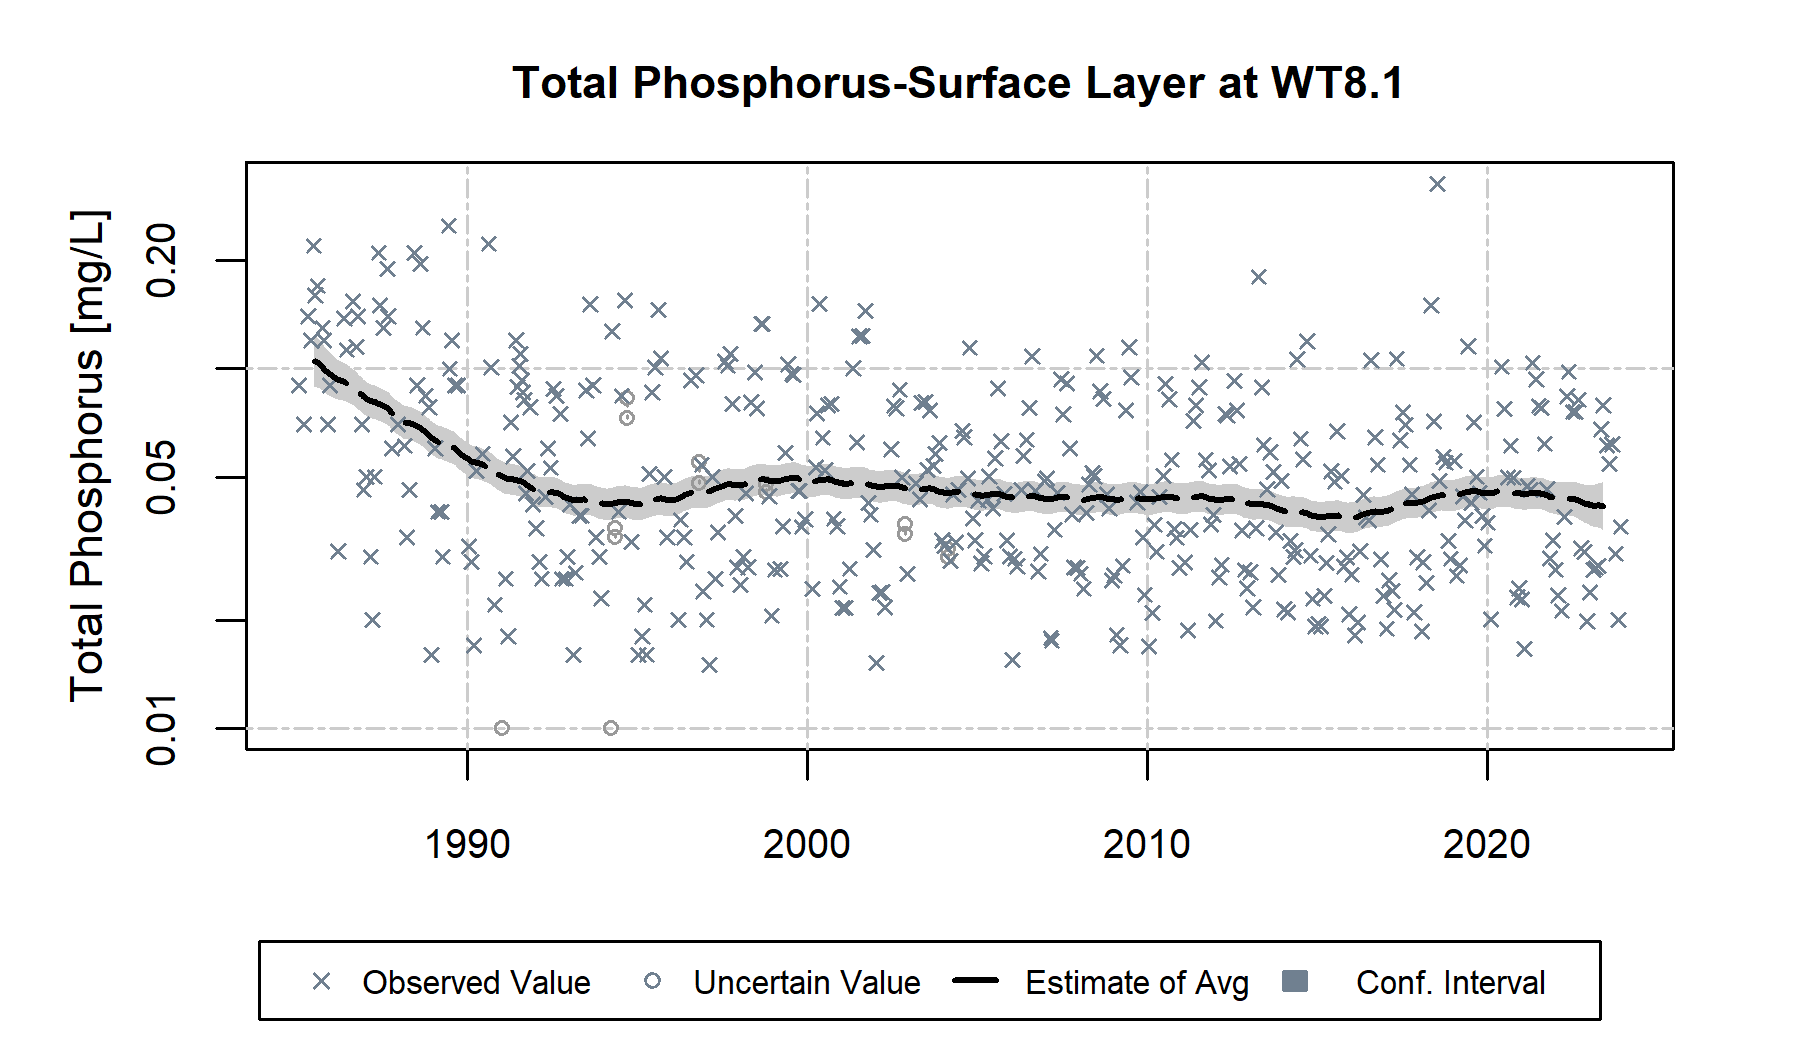 Total Phosphorus-Surface Layer at WT8.1
Total Phosphorus [mg/L]
0.20
0.05
0.01
1990 2000 2010 2020
Observed Value Uncertain Value Estimate of Avg Conf. Interval